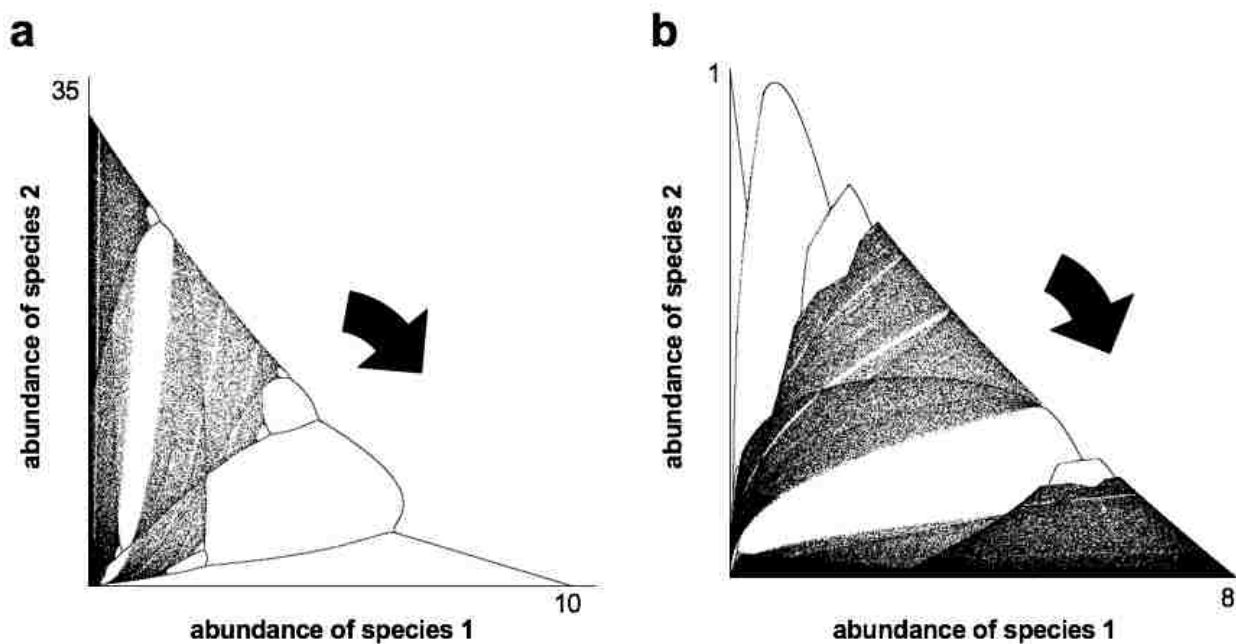 a
35
abundance of species 2
10
abundance of species 1
b
1
abundance of species 2
8
abundance of species 1